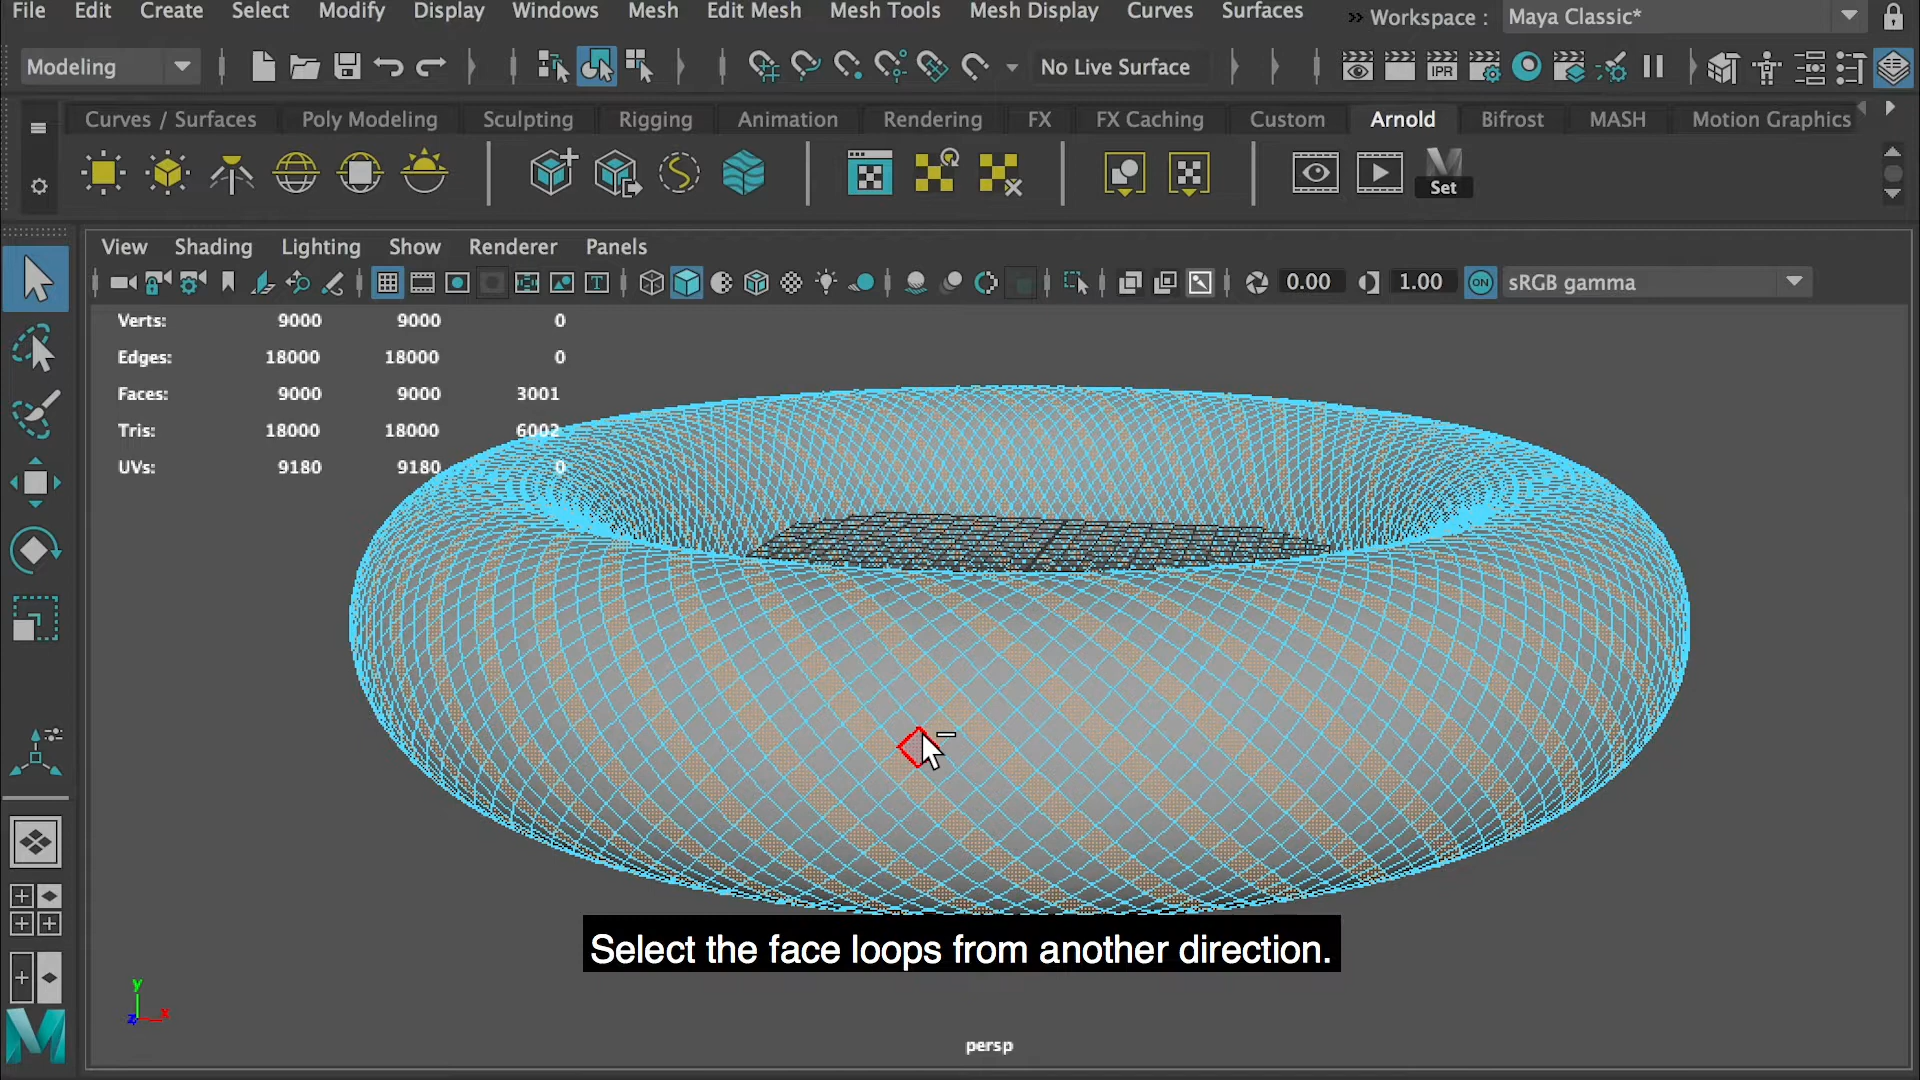 File Edit Create Select Modify Display Windows Mesh Edit Mesh Mesh Tools Mesh Display Curves Surfaces » Workspace : Maya Classic*
Modeling No Live Surface IPR
Curves / Surfaces Poly Modeling Sculpting Rigging Animation Rendering FX FX Caching Custom Arnold Bifrost MASH Motion Graphics
Set
View Shading Lighting Show Renderer Panels
0.00 1.00 ON sRGB gamma
Verts: 9000 9000 0
Edges: 18000 18000 0
Faces: 9000 9000 3001
Tris: 18000 18000 6002
UVs: 9180 9180 0
Select the face loops from another direction.
y
z x
persp